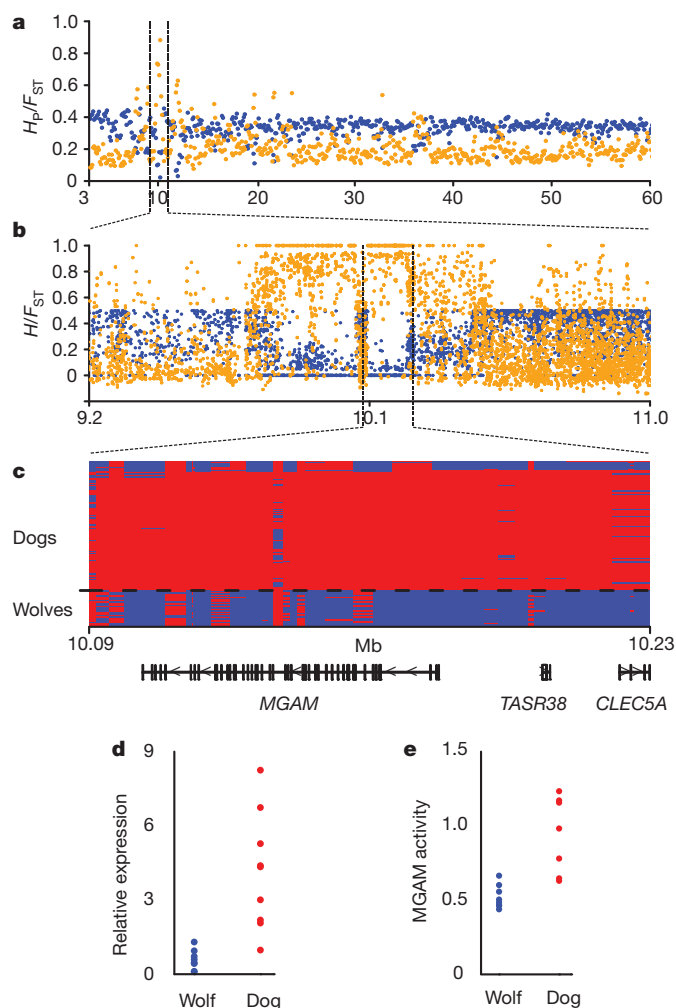 a
1.0
0.8
0.6
0.4
0.2
0
HP/FST
3 10 20 30 40 50 60
b
1.0
0.8
0.6
0.4
0.2
0
H/FST
9.2 10.1 11.0
c
Dogs
Wolves
10.09 Mb 10.23
MGAM TASR38 CLEC5A
d
9
6
3
0
Relative expression
Wolf Dog
e
1.5
1.0
0.5
0
MGAM activity
Wolf Dog